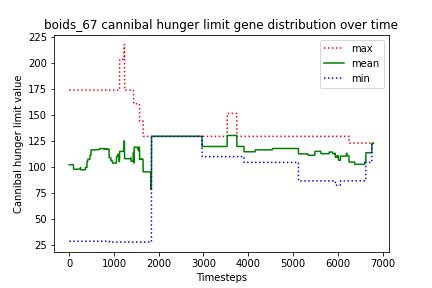 boids_67 cannibal hunger limit gene distribution over time
max
mean
min
Cannibal hunger limit value
225
200
175
150
125
100
75
50
25
0
1000
2000
3000
4000
5000
6000
7000
Timesteps